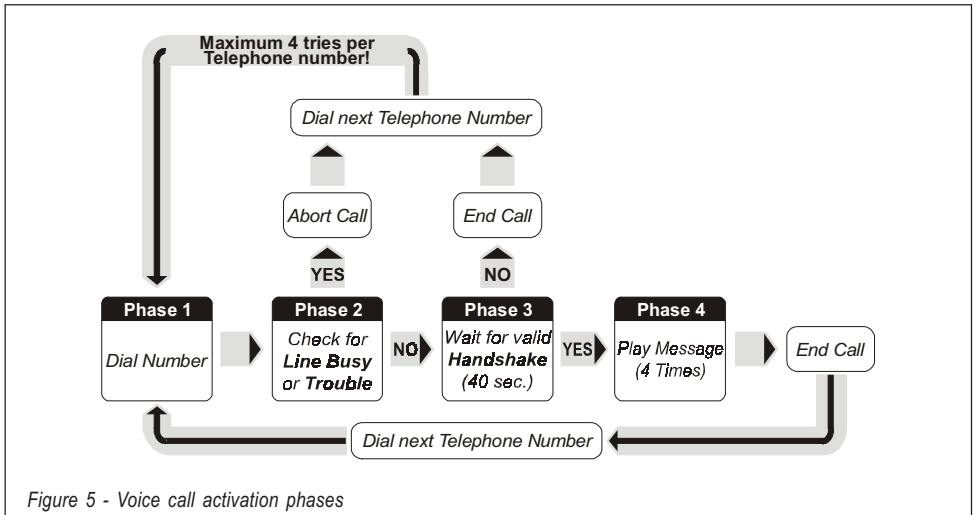 Maximum 4 tries per
Telephone number!
Dial next Telephone Number
Abort Call
End Call
YES
NO
Phase 1
Dial Number
Phase 2
Check for
Line Busy
or Trouble
NO
Phase 3
Wait for valid
Handshake
(40 sec.)
YES
Phase 4
Play Message
(4 Times)
End Call
Dial next Telephone Number
Figure 5 - Voice call activation phases